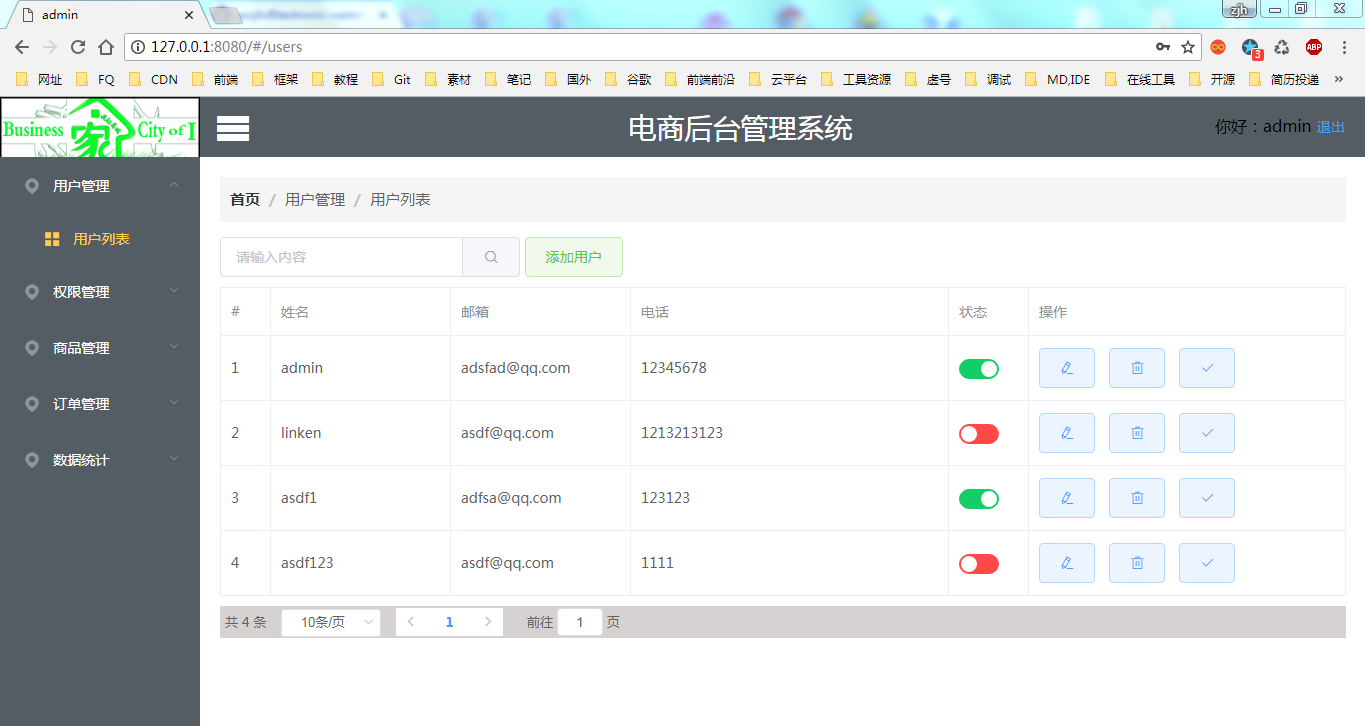 admin
zjh
127.0.0.1:8080/#/users
ABP
3
网址 FQ CDN 前端 框架 教程 Git 素材 笔记 国外 谷歌 前端前沿 云平台 工具资源 虚号 调试 MD,IDE 在线工具 开源 简历投递 »
Business 家 City of I
电商后台管理系统
你好：admin 退出
用户管理
用户列表
权限管理
商品管理
订单管理
数据统计
首页 / 用户管理 / 用户列表
请输入内容
添加用户
# 姓名 邮箱 电话 状态 操作
1 admin adsfad@qq.com 12345678
2 linken asdf@qq.com 1213213123
3 asdf1 adfsa@qq.com 123123
4 asdf123 asdf@qq.com 1111
共 4 条 10条/页 1 前往 1 页